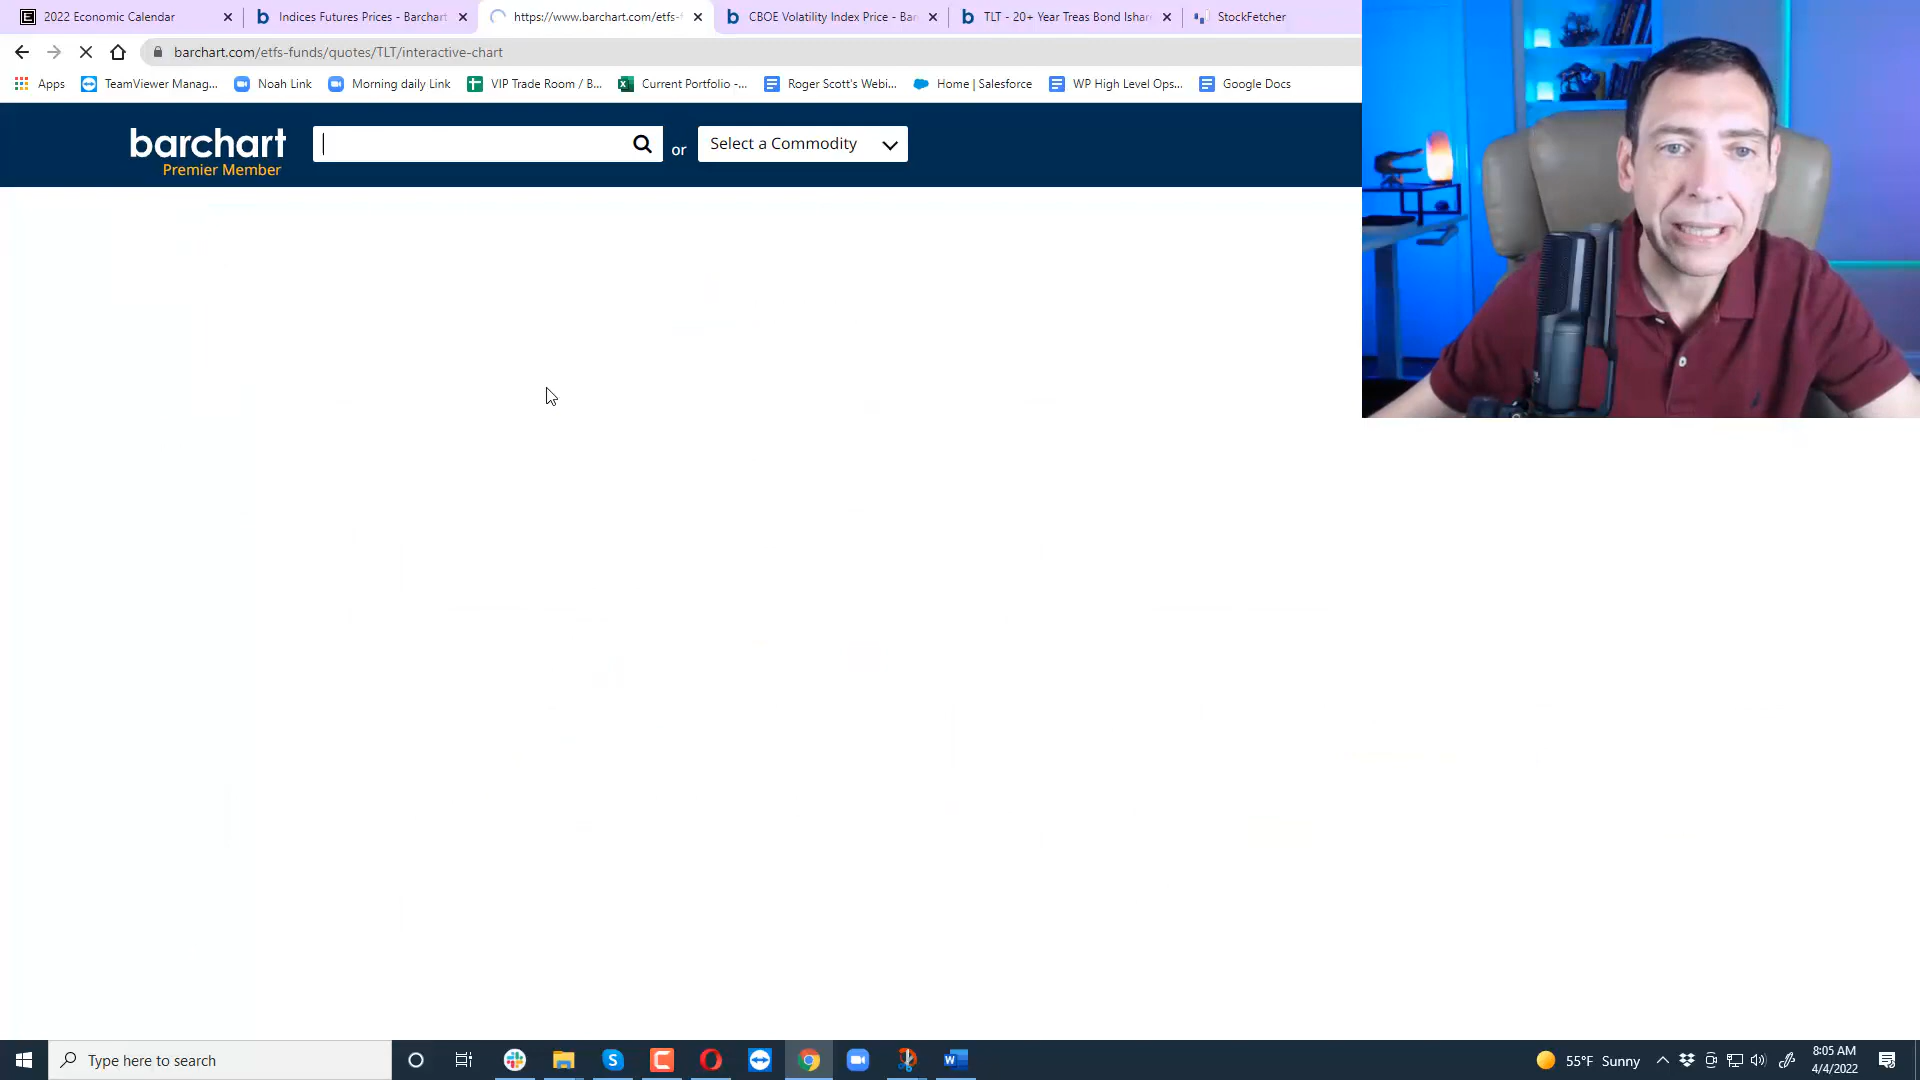 2022 Economic Calendar
Indices Futures Prices - Barchart
https://www.barchart.com/etfs-
CBOE Volatility Index Price - Bar
TLT - 20+ Year Treas Bond Ishar
StockFetcher
barchart.com/etfs-funds/quotes/TLT/interactive-chart
Apps
TeamViewer Manag...
Noah Link
Morning daily Link
VIP Trade Room / B...
Current Portfolio -...
Roger Scott's Webi...
Home | Salesforce
WP High Level Ops...
Google Docs
barchart
Premier Member
or
Select a Commodity
Type here to search
55°F Sunny
8:05 AM
4/4/2022